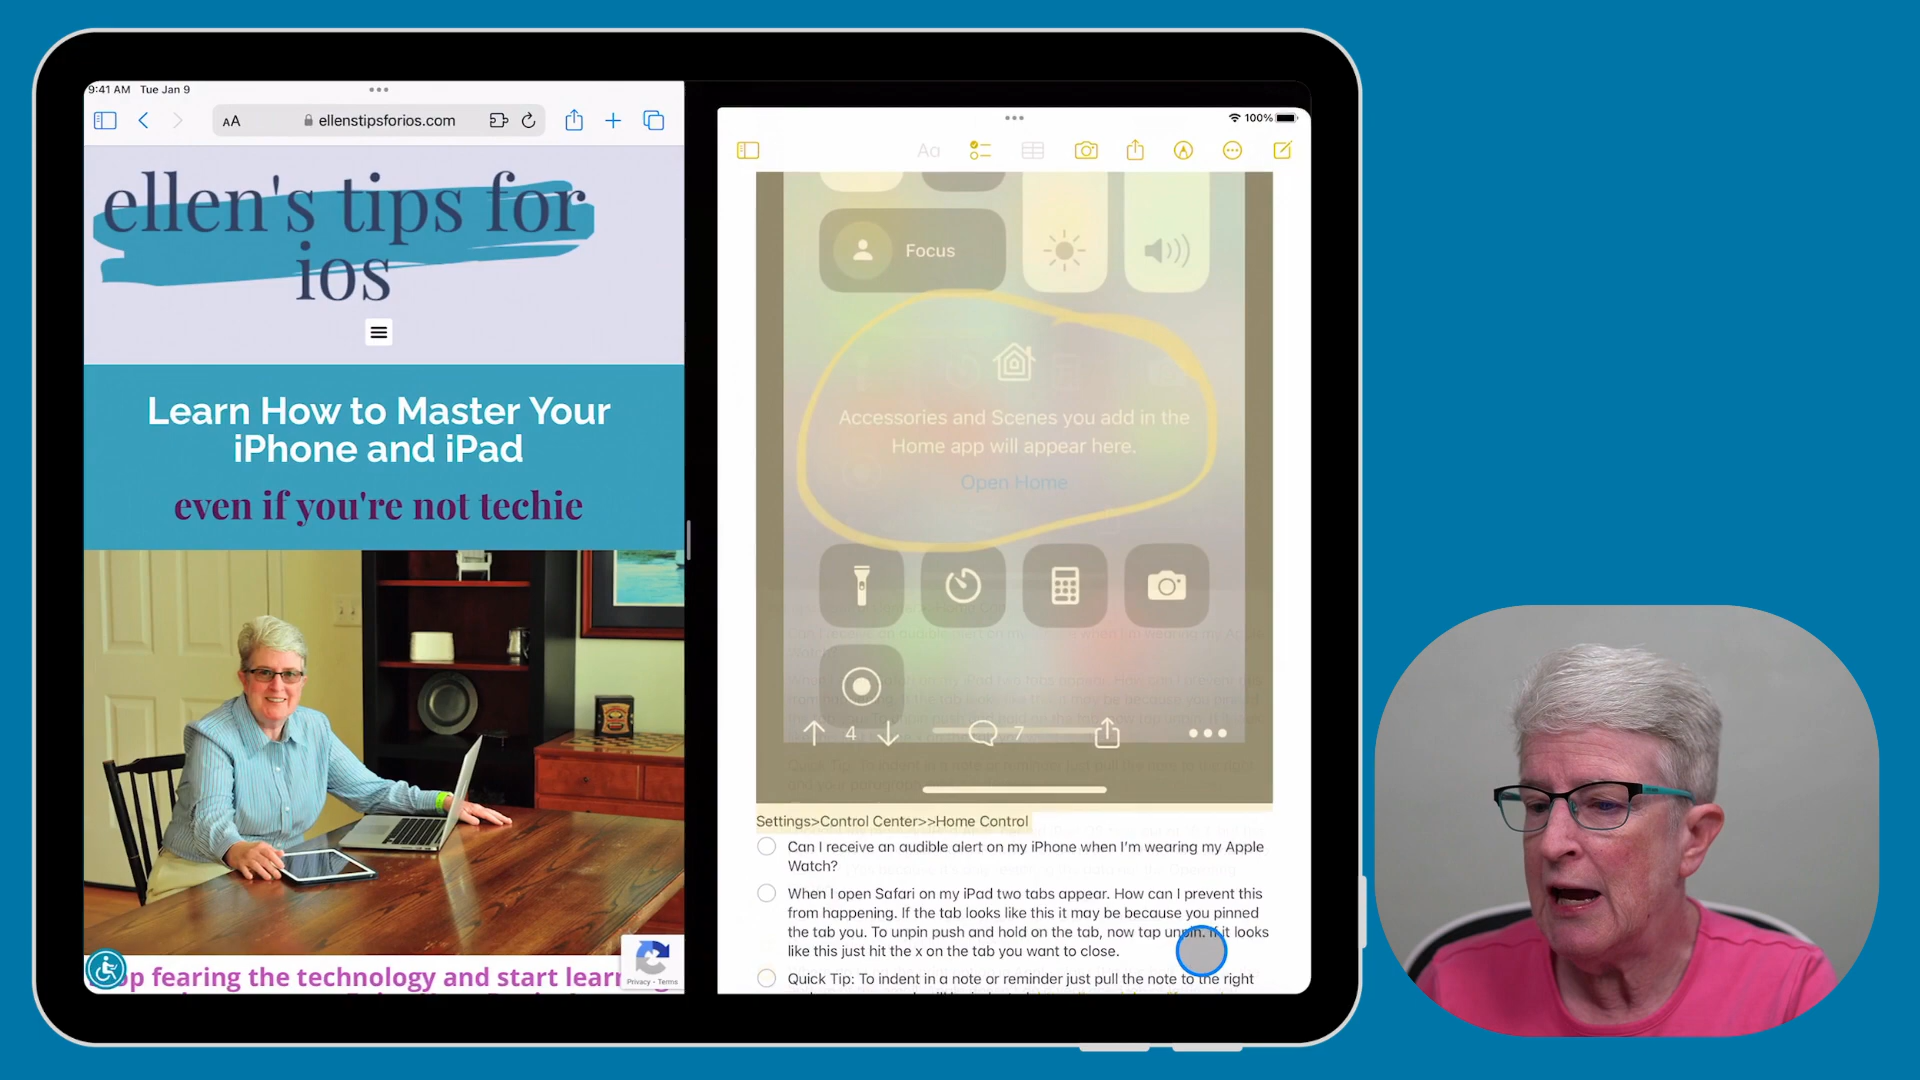 9:41 AM Tue Jan 9
AA ellenstipsforios.com
ellen's tips for
ios
Learn How to Master Your
iPhone and iPad
even if you're not techie
op fearing the technology and start learn
Privacy - Terms
100%
Aa
Focus
Accessories and Scenes you add in the
Home app will appear here.
Open Home
4 7
Settings>Control Center>>Home Control
Can I receive an audible alert on my iPhone when I'm wearing my Apple
Watch?
When I open Safari on my iPad two tabs appear. How can I prevent this
from happening. If the tab looks like this it may be because you pinned
the tab you. To unpin push and hold on the tab, now tap unpin. If it looks
like this just hit the x on the tab you want to close.
Quick Tip: To indent in a note or reminder just pull the note to the right